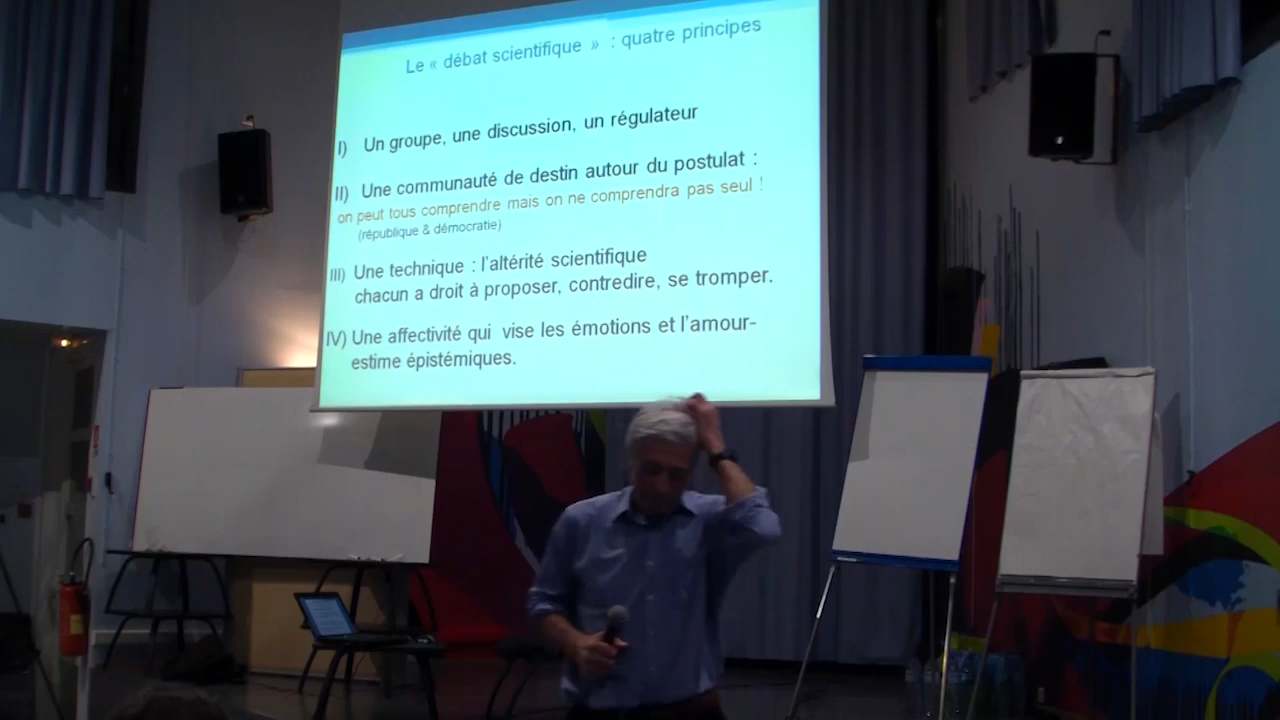 Le « débat scientifique » : quatre principes
I) Un groupe, une discussion, un régulateur
II) Une communauté de destin autour du postulat :
on peut tous comprendre mais on ne comprendra pas seul !
(république & démocratie)
III) Une technique : l'altérité scientifique
chacun a droit à proposer, contredire, se tromper.
IV) Une affectivité qui vise les émotions et l'amour-
estime épistémiques.